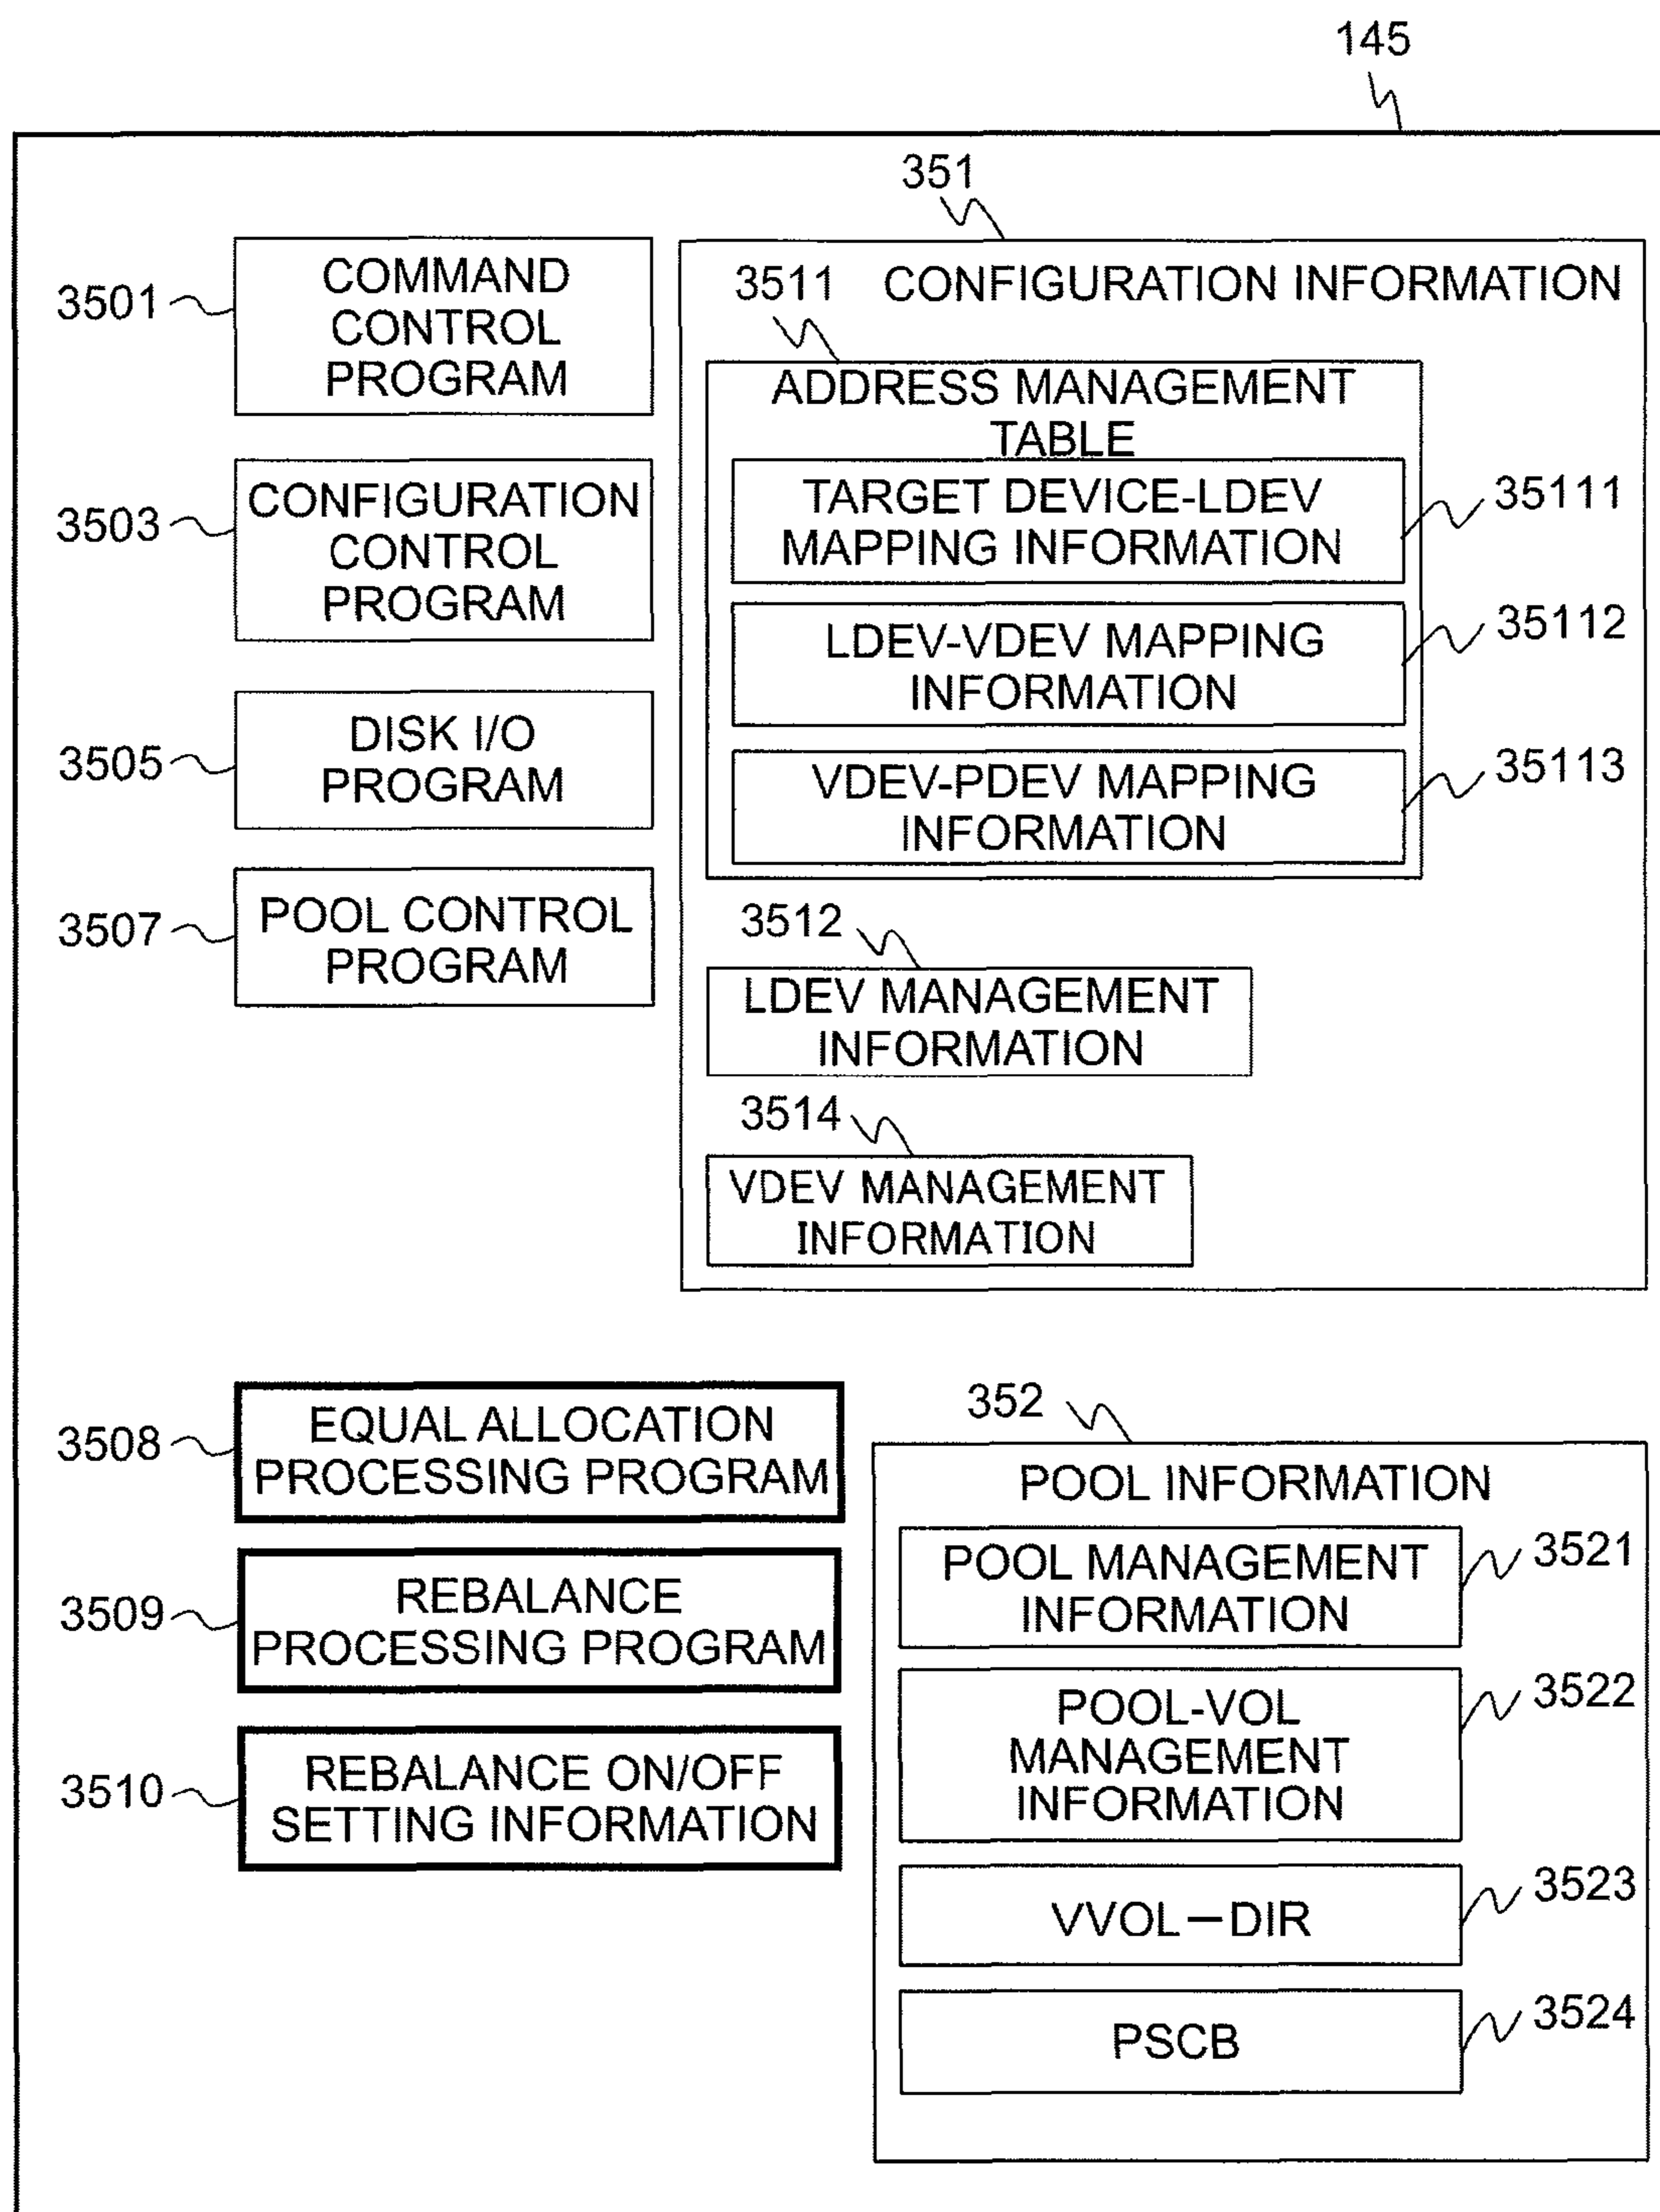 145
351
3501
COMMAND
CONTROL
PROGRAM
3511
CONFIGURATION INFORMATION
ADDRESS MANAGEMENT
TABLE
3503
CONFIGURATION
CONTROL
PROGRAM
TARGET DEVICE-LDEV
MAPPING INFORMATION
35111
LDEV-VDEV MAPPING
INFORMATION
35112
3505
DISK I/O
PROGRAM
VDEV-PDEV MAPPING
INFORMATION
35113
3507
POOL CONTROL
PROGRAM
3512
LDEV MANAGEMENT
INFORMATION
3514
VDEV MANAGEMENT
INFORMATION
3508
EQUAL ALLOCATION
PROCESSING PROGRAM
352
POOL INFORMATION
3509
REBALANCE
PROCESSING PROGRAM
POOL MANAGEMENT
INFORMATION
3521
3510
REBALANCE ON/OFF
SETTING INFORMATION
POOL-VOL
MANAGEMENT
INFORMATION
3522
VVOL—DIR
3523
PSCB
3524